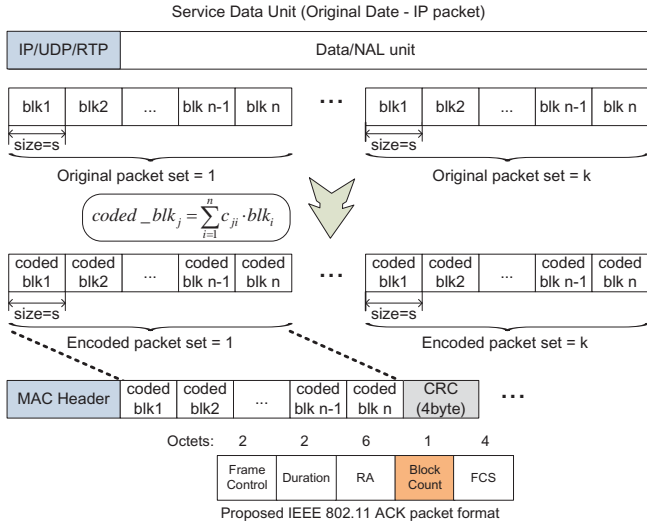 Service Data Unit (Original Date - IP packet)
IP/UDP/RTP Data/NAL unit
blk1 blk2 ... blk n-1 blk n ... blk1 blk2 ... blk n-1 blk n
size=s size=s
Original packet set = 1 Original packet set = k
coded_blk_j = \sum_{i=1}^{n} c_{ji} · blk_i
coded coded coded coded coded coded coded coded
blk1 blk2 ... blk n-1 blk n ... blk1 blk2 ... blk n-1 blk n
size=s size=s
Encoded packet set = 1 Encoded packet set = k
MAC Header coded blk1 coded blk2 ... coded blk n-1 coded blk n CRC (4byte) ...
Octets: 2 2 6 1 4
Frame Control Duration RA Block Count FCS
Proposed IEEE 802.11 ACK packet format